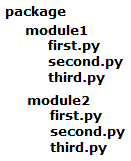 package
module1
first.py
second.py
third.py
module2
first.py
second.py
third.py